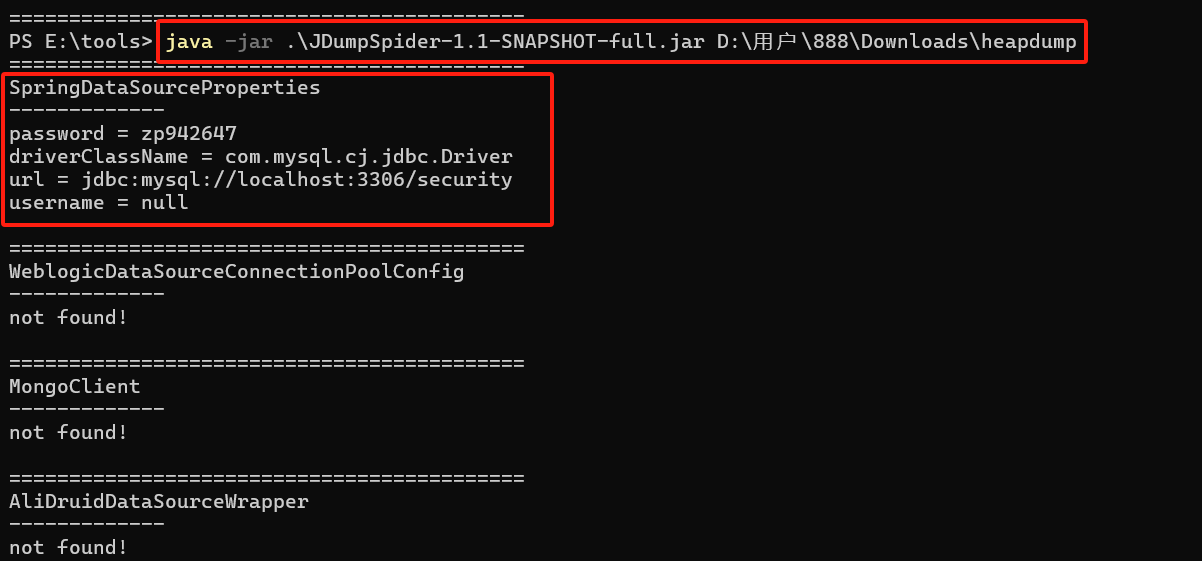 ===========================================
PS E:\tools> java -jar .\JDumpSpider-1.1-SNAPSHOT-full.jar D:\用户\888\Downloads\heapdump
===========================================
SpringDataSourceProperties
-------------
password = zp942647
driverClassName = com.mysql.cj.jdbc.Driver
url = jdbc:mysql://localhost:3306/security
username = null
===========================================
WeblogicDataSourceConnectionPoolConfig
-------------
not found!
===========================================
MongoClient
-------------
not found!
===========================================
AliDruidDataSourceWrapper
-------------
not found!